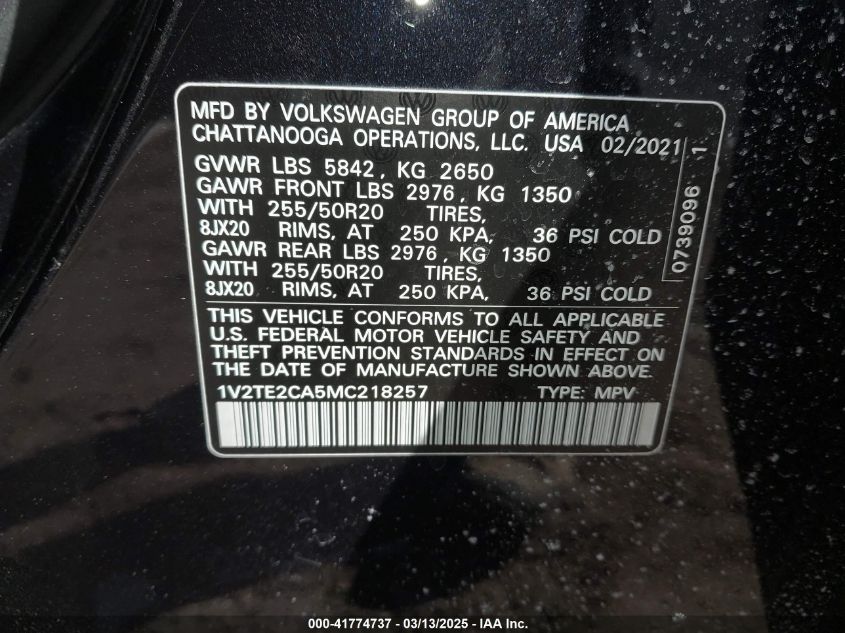 MFD BY VOLKSWAGEN GROUP OF AMERICA
CHATTANOOGA OPERATIONS, LLC. USA 02/2021
GVWR LBS 5842, KG 2650
GAWR FRONT LBS 2976, KG 1350
WITH 255/50R20 TIRES,
8JX20 RIMS, AT 250 KPA, 36 PSI COLD
GAWR REAR LBS 2976, KG 1350
WITH 255/50R20 TIRES,
8JX20 RIMS, AT 250 KPA, 36 PSI COLD
0739096 1
THIS VEHICLE CONFORMS TO ALL APPLICABLE
U.S. FEDERAL MOTOR VEHICLE SAFETY AND
THEFT PREVENTION STANDARDS IN EFFECT ON
THE DATE OF MANUFACTURE SHOWN ABOVE.
1V2TE2CA5MC218257 TYPE: MPV
000-41774737 - 03/13/2025 - IAA Inc.